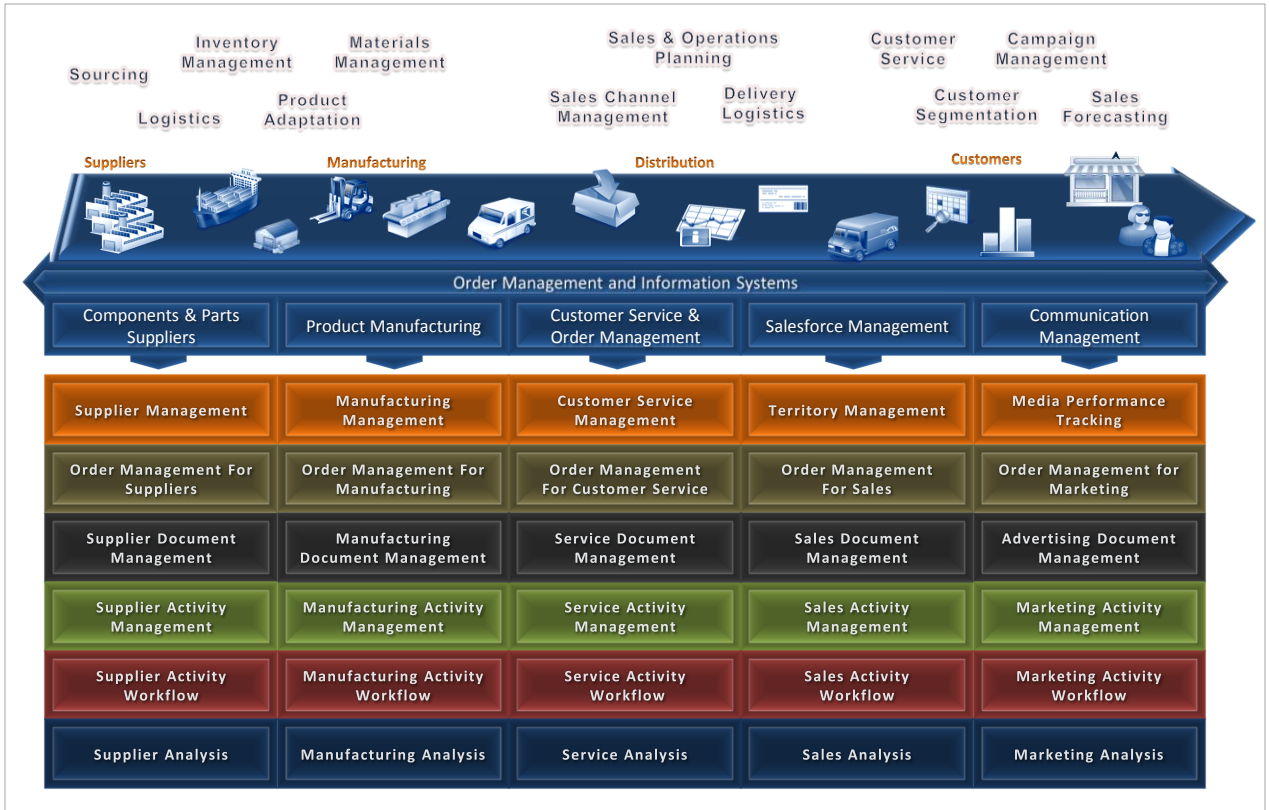 Sourcing
Inventory
Management
Materials
Management
Logistics
Product
Adaptation
Sales & Operations
Planning
Sales Channel
Management
Delivery
Logistics
Customer
Service
Campaign
Management
Customer
Segmentation
Sales
Forecasting
Suppliers
Manufacturing
Distribution
Customers
Order Management and Information Systems
Components & Parts
Suppliers
Product Manufacturing
Customer Service &
Order Management
Salesforce Management
Communication
Management
Supplier Management
Manufacturing
Management
Customer Service
Management
Territory Management
Media Performance
Tracking
Order Management For
Suppliers
Order Management For
Manufacturing
Order Management
For Customer Service
Order Management
For Sales
Order Management for
Marketing
Supplier Document
Management
Manufacturing
Document Management
Service Document
Management
Sales Document
Management
Advertising Document
Management
Supplier Activity
Management
Manufacturing Activity
Management
Service Activity
Management
Sales Activity
Management
Marketing Activity
Management
Supplier Activity
Workflow
Manufacturing Activity
Workflow
Service Activity
Workflow
Sales Activity
Workflow
Marketing Activity
Workflow
Supplier Analysis
Manufacturing Analysis
Service Analysis
Sales Analysis
Marketing Analysis